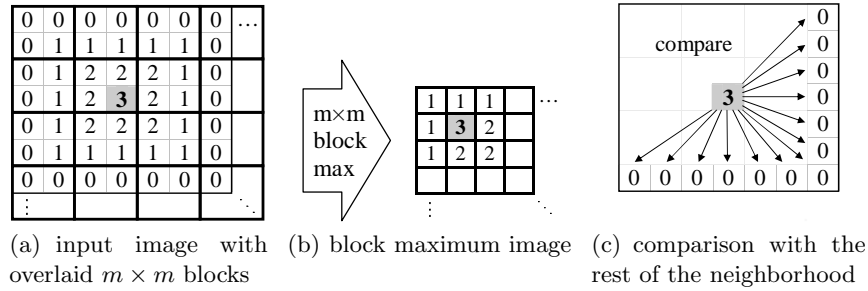 0 0 0 0 0 0 0 ...
0 1 1 1 1 1 0
0 1 2 2 2 1 0
0 1 2 3 2 1 0
0 1 2 2 2 1 0
0 1 1 1 1 1 0
0 0 0 0 0 0 0
⋮ ⋱
m×m
block
max
1 1 1 ...
1 3 2
1 2 2
⋮ ⋱
compare
3
0
0
0
0
0
0
0 0 0 0 0 0 0
(a) input image with
overlaid m × m blocks
(b) block maximum image
(c) comparison with the
rest of the neighborhood